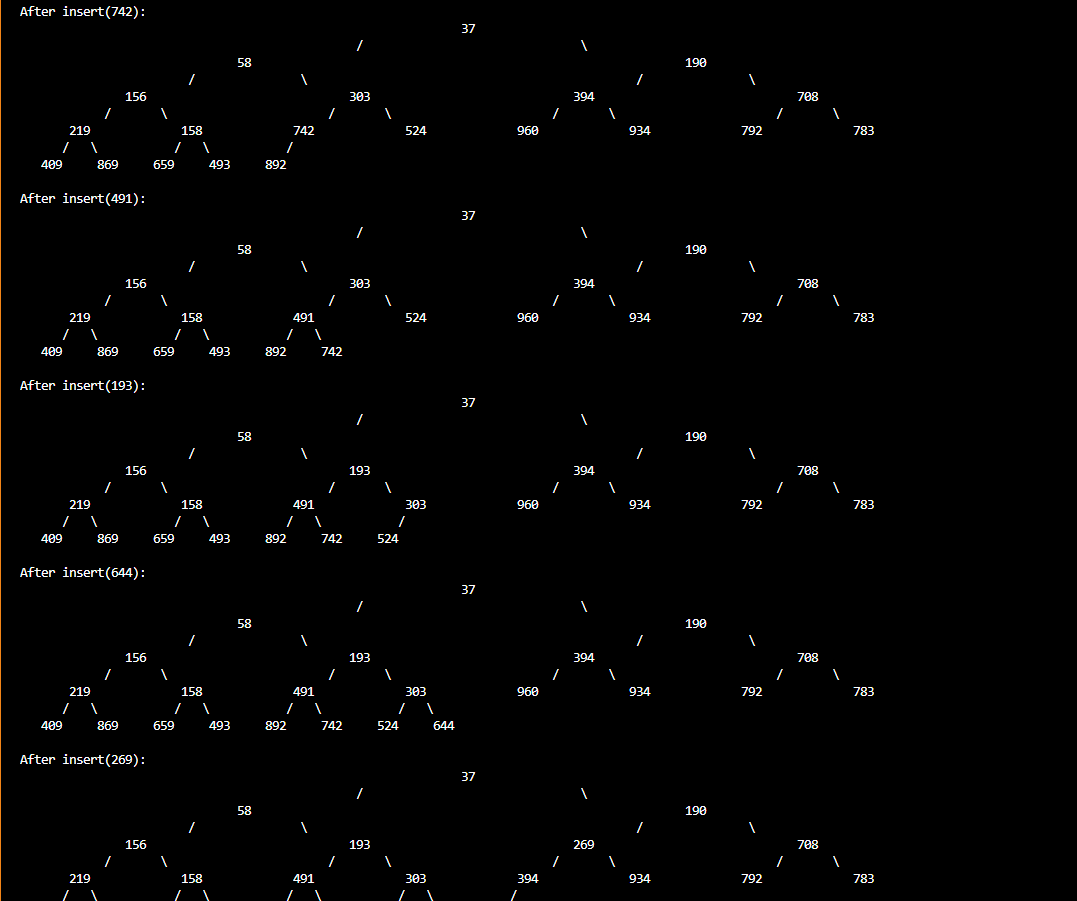 After insert(742):
37
/ \
58 190
/ \ / \
156 303 394 708
/ \ / \ / \ / \
219 158 742 524 960 934 792 783
/ \ / \ /
409 869 659 493 892
After insert(491):
37
/ \
58 190
/ \ / \
156 303 394 708
/ \ / \ / \ / \
219 158 491 524 960 934 792 783
/ \ / \ / \
409 869 659 493 892 742
After insert(193):
37
/ \
58 190
/ \ / \
156 193 394 708
/ \ / \ / \ / \
219 158 491 303 960 934 792 783
/ \ / \ / \ /
409 869 659 493 892 742 524
After insert(644):
37
/ \
58 190
/ \ / \
156 193 394 708
/ \ / \ / \ / \
219 158 491 303 960 934 792 783
/ \ / \ / \ / \
409 869 659 493 892 742 524 644
After insert(269):
37
/ \
58 190
/ \ / \
156 193 269 708
/ \ / \ / \ / \
219 158 491 303 394 934 792 783
/ \ / \ / \ / \ /